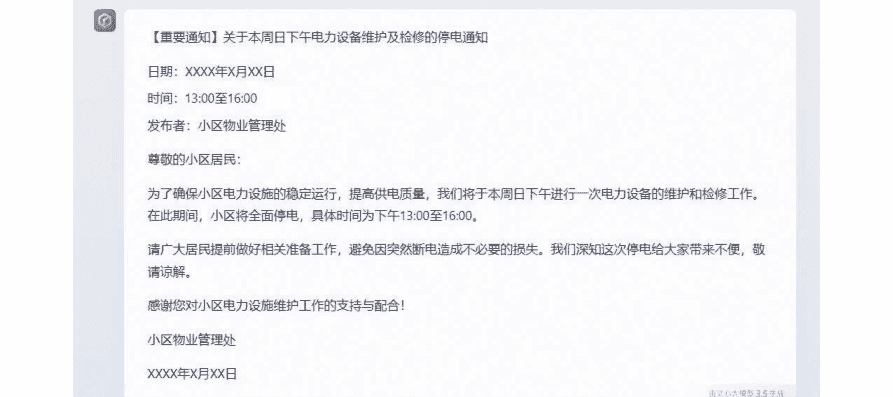 【重要通知】关于本周日下午电力设备维护及检修的停电通知
日期：XXXX年X月XX日
时间：13:00至16:00
发布者：小区物业管理处
尊敬的小区居民：
为了确保小区电力设施的稳定运行，提高供电质量，我们将于本周日下午进行一次电力设备的维护和检修工作。
在此期间，小区将全面停电，具体时间为下午13:00至16:00。
请广大居民提前做好相关准备工作，避免因突然断电造成不必要的损失。我们深知这次停电给大家带来不便，敬
请谅解。
感谢您对小区电力设施维护工作的支持与配合！
小区物业管理处
XXXX年X月XX日